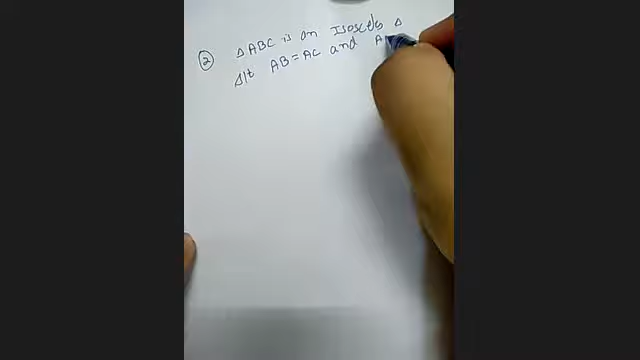 ② △ABC is an Isosceles △
s/t AB=AC and A